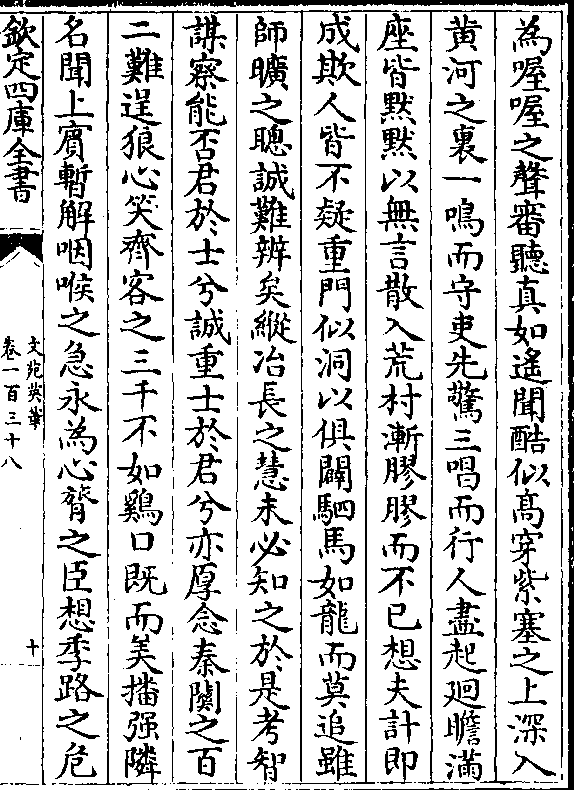 為喔喔之聲審聽真如遙聞酷似髙穿紫塞之上深入
黄河之裏一鳴而守吏先驚三唱而行人盡起廻瞻滿
座皆默默以無言散入荒村漸膠膠而不已想夫計即
成欺人皆不疑重門似洞以俱闢駟馬如龍而莫追雖
師曠之聰誠難辨矣縱冶長之慧未必知之於是考智
謀察能否君於士兮誠重士於君兮亦厚念秦關之百
二難逞狼心笑齊客之三千不如鷄口既而美播强隣
名聞上賔暫解咽喉之急永為心膂之臣想季路之危
欽定四庫全書
文苑英華
卷一百三十八
十